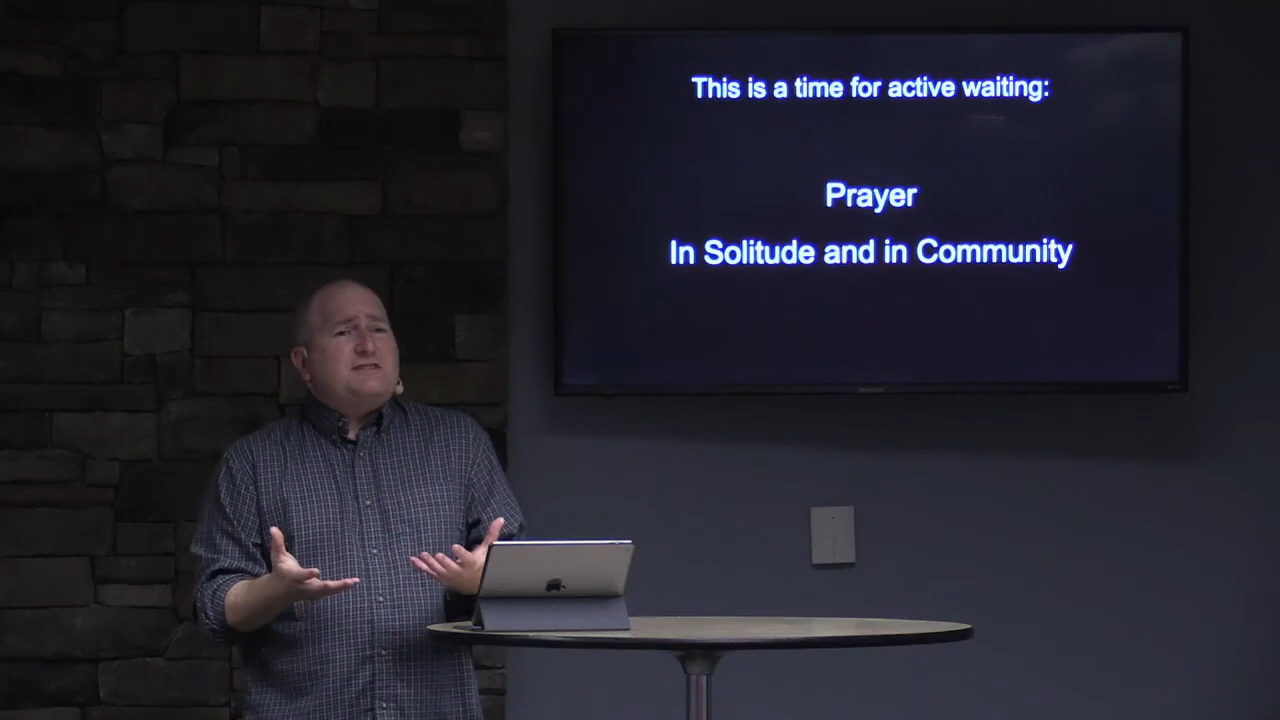 This is a time for active waiting:
Prayer
In Solitude and in Community